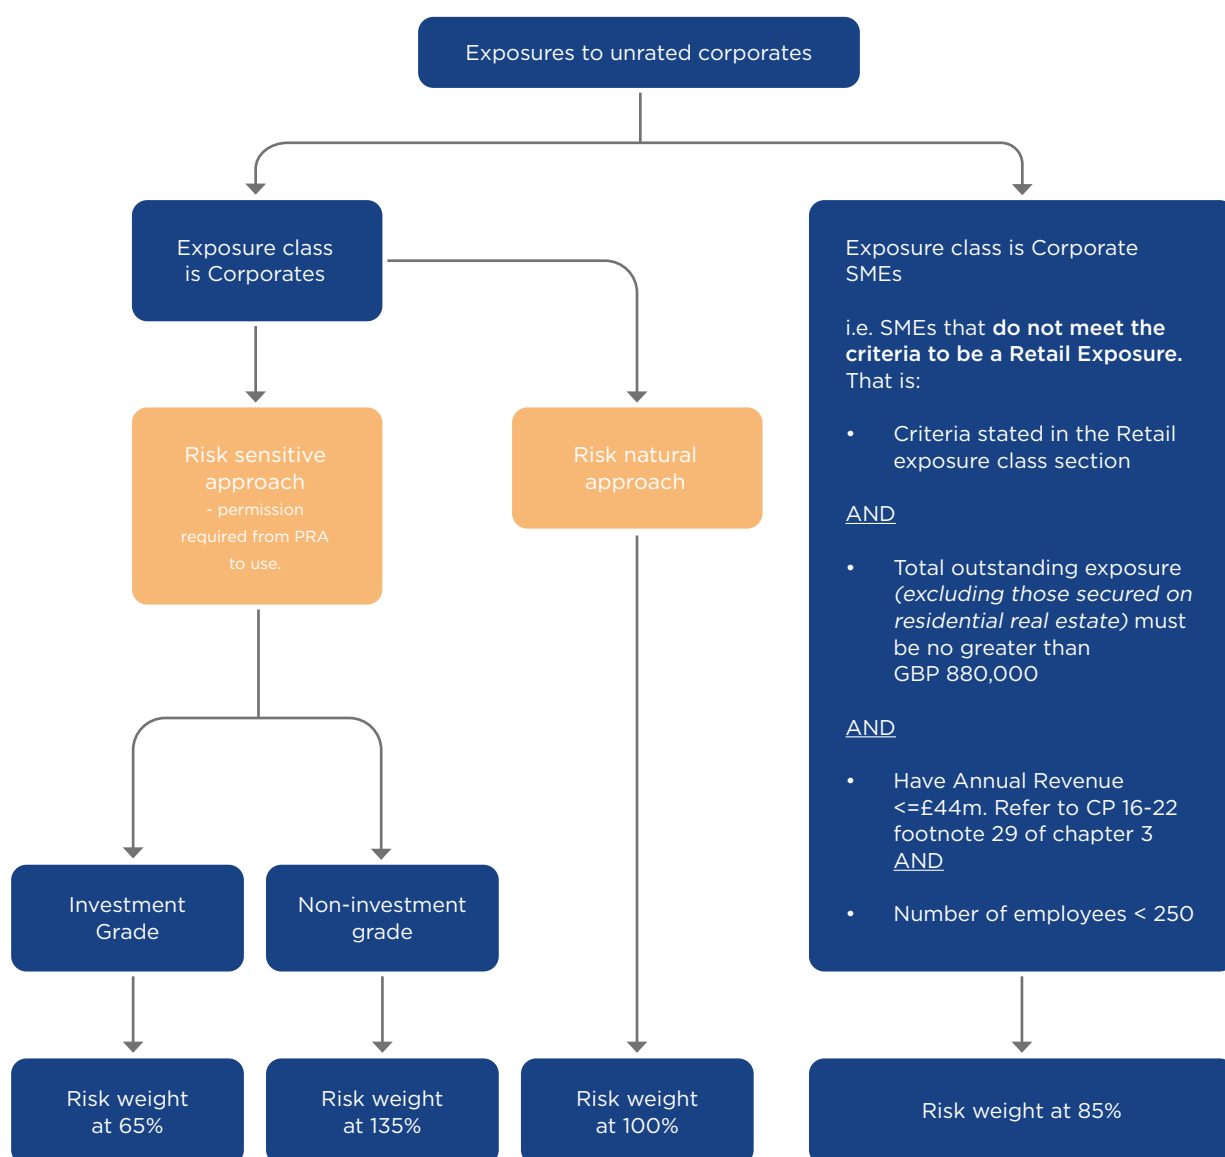 Exposures to unrated corporates
Exposure class
is Corporates
Risk sensitive
approach
- permission
required from PRA
to use.
Risk natural
approach
Investment
Grade
Non-investment
grade
Risk weight
at 65%
Risk weight
at 135%
Risk weight
at 100%
Exposure class is Corporate
SMEs
i.e. SMEs that do not meet the
criteria to be a Retail Exposure.
That is:
• Criteria stated in the Retail
exposure class section
AND
• Total outstanding exposure
(excluding those secured on
residential real estate) must
be no greater than
GBP 880,000
AND
• Have Annual Revenue
<=£44m. Refer to CP 16-22
footnote 29 of chapter 3
AND
• Number of employees < 250
Risk weight at 85%